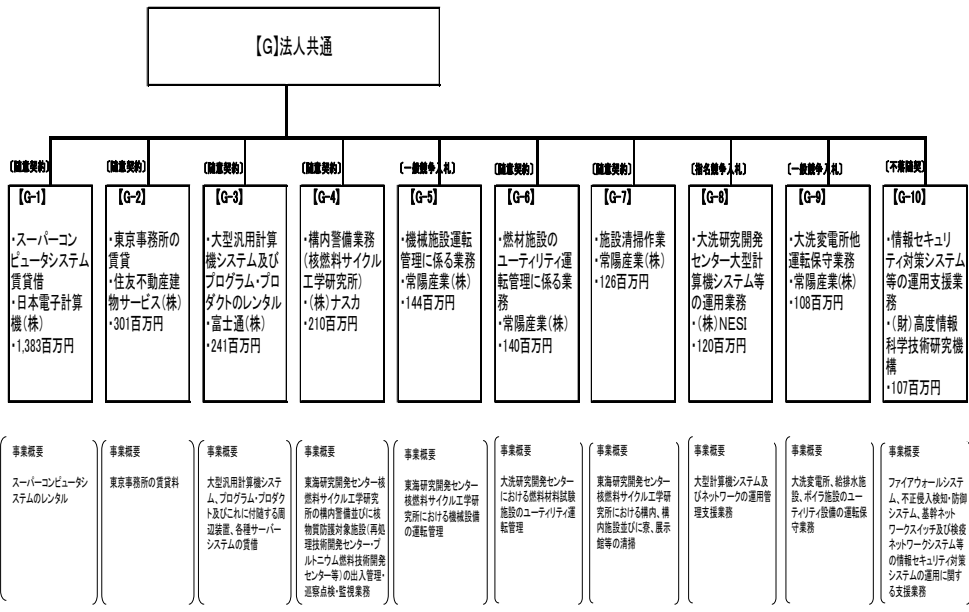 【G】法人共通
〔随意契約〕
【G-1】
・スーパーコン
ピュータシステム
賃貸借
・日本電子計算
機(株)
・1,383百万円
事業概要
スーパーコンピュータシ
ステムのレンタル
〔随意契約〕
【G-2】
・東京事務所の
賃貸
・住友不動産建
物サービス(株)
・301百万円
事業概要
東京事務所の賃貸料
〔随意契約〕
【G-3】
・大型汎用計算
機システム及び
プログラム・プロ
ダクトのレンタル
・富士通(株)
・241百万円
事業概要
大型汎用計算機システ
ム、プログラム・プロダク
ト及びこれに付随する周
辺装置、各種サーバー
システムの賃借
〔随意契約〕
【G-4】
・構内警備業務
(核燃料サイクル
工学研究所)
・(株)ナスカ
・210百万円
事業概要
東海研究開発センター核
燃料サイクル工学研究
所の構内警備並びに核
物質防護対象施設(再処
理技術開発センター・プ
ルトニウム燃料技術開発
センター等)の出入管理・
巡察点検・監視業務
〔一般競争入札〕
【G-5】
・機械施設運転
管理に係る業務
・常陽産業(株)
・144百万円
事業概要
東海研究開発センター
核燃料サイクル工学研
究所における機械設備
の運転管理
〔随意契約〕
【G-6】
・燃材施設の
ユーティリティ運
転管理に係る業
務
・常陽産業(株)
・140百万円
事業概要
大洗研究開発センター
における燃料材料試験
施設のユーティリティ運
転管理
〔随意契約〕
【G-7】
・施設清掃作業
・常陽産業(株)
・126百万円
事業概要
東海研究開発センター
核燃料サイクル工学研
究所における構内、構
内施設並びに寮、展示
館等の清掃
〔指名競争入札〕
【G-8】
・大洗研究開発
センター大型計
算機システム等
の運用業務
・(株)NESI
・120百万円
事業概要
大型計算機システム及
びネットワークの運用管
理支援業務
〔一般競争入札〕
【G-9】
・大洗変電所他
運転保守業務
・常陽産業(株)
・108百万円
事業概要
大洗変電所、給排水施
設、ボイラ施設のユー
ティリティ設備の運転保
守業務
〔不落随契〕
【G-10】
・情報セキュリ
ティ対策システム
等の運用支援業
務
・(財)高度情報
科学技術研究機
構
・107百万円
事業概要
ファイアウォールシステ
ム、不正侵入検知・防御
システム、基幹ネット
ワークスイッチ及び検疫
ネットワークシステム等
の情報セキュリティ対策
システムの運用に関す
る支援業務